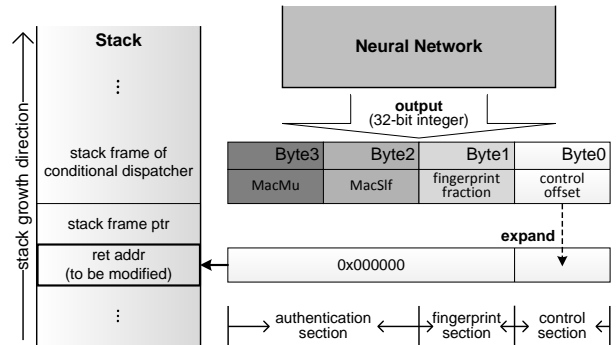 Stack
Neural Network
stack growth direction
⋮
output
(32-bit integer)
Byte3 Byte2 Byte1 Byte0
stack frame of
conditional dispatcher
MacMu MacSlf fingerprint fraction control offset
stack frame ptr
expand
ret addr
(to be modified)
0x000000
⋮
authentication
section
fingerprint
section
control
section